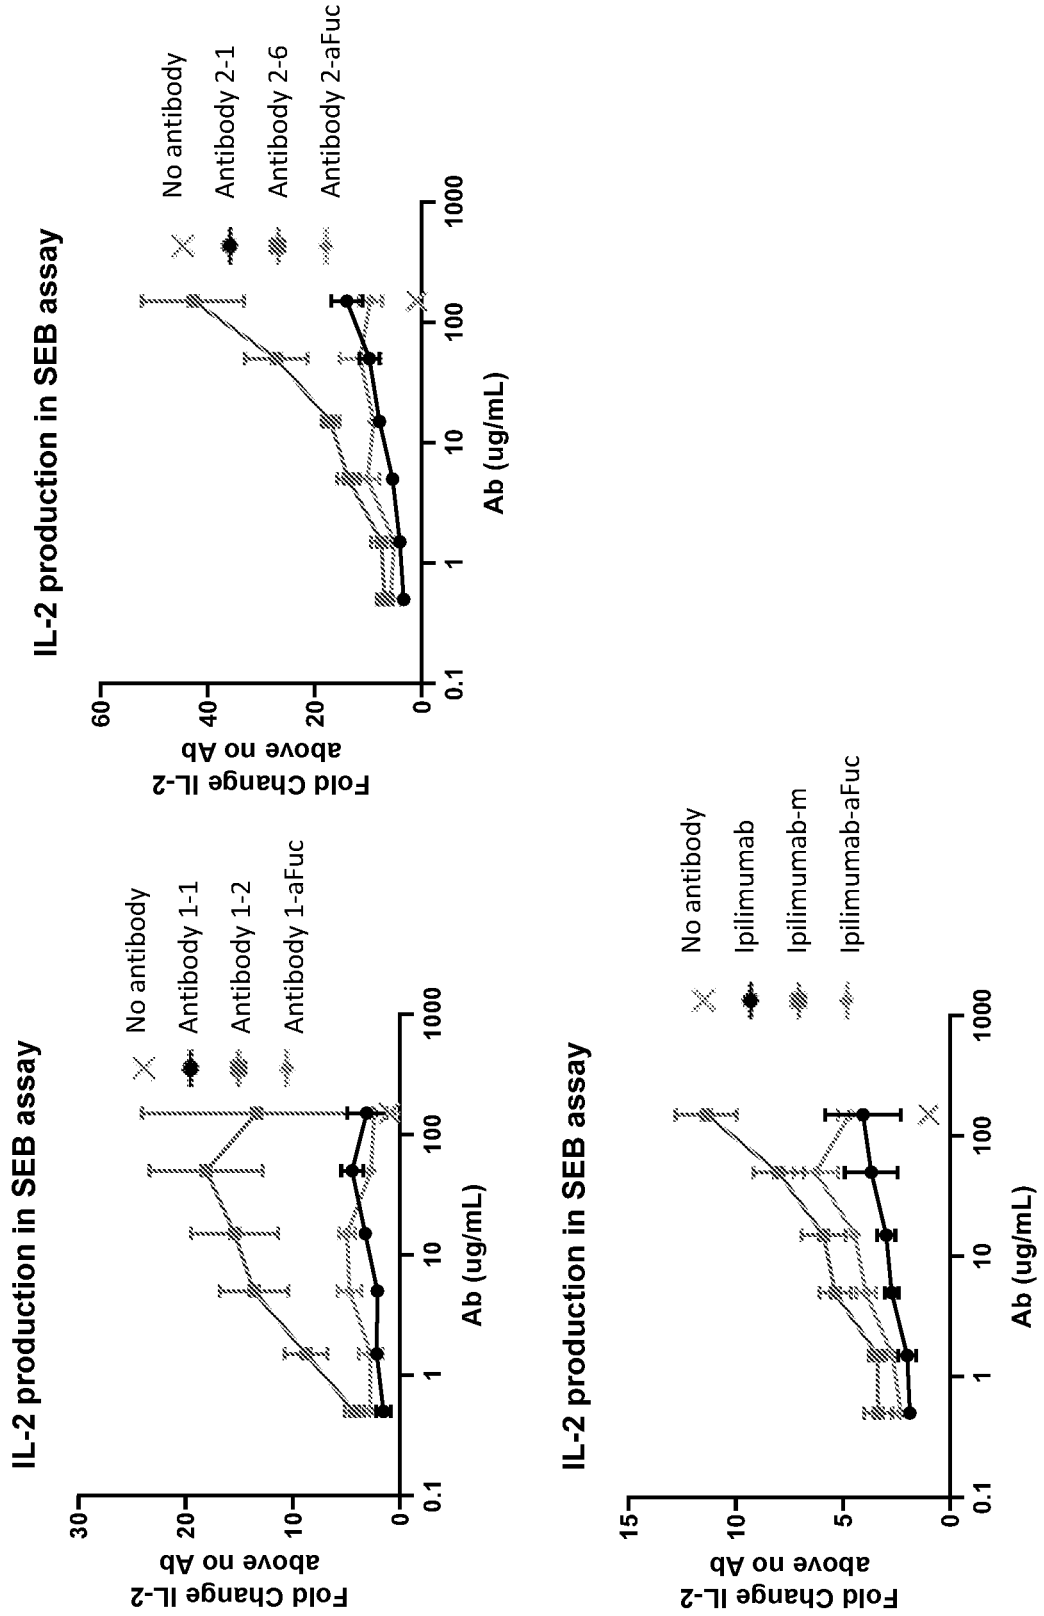 IL-2 production in SEB assay
Fold Change IL-2
above no Ab
30
20
10
0
0.1
1
10
100
1000
Ab (ug/mL)
No antibody
Antibody 1-1
Antibody 1-2
Antibody 1-aFuc
IL-2 production in SEB assay
Fold Change IL-2
above no Ab
60
40
20
0
0.1
1
10
100
1000
Ab (ug/mL)
No antibody
Antibody 2-1
Antibody 2-6
Antibody 2-aFuc
IL-2 production in SEB assay
Fold Change IL-2
above no Ab
15
10
5
0
0.1
1
10
100
1000
Ab (ug/mL)
No antibody
Ipilimumab
Ipilimumab-m
Ipilimumab-aFuc